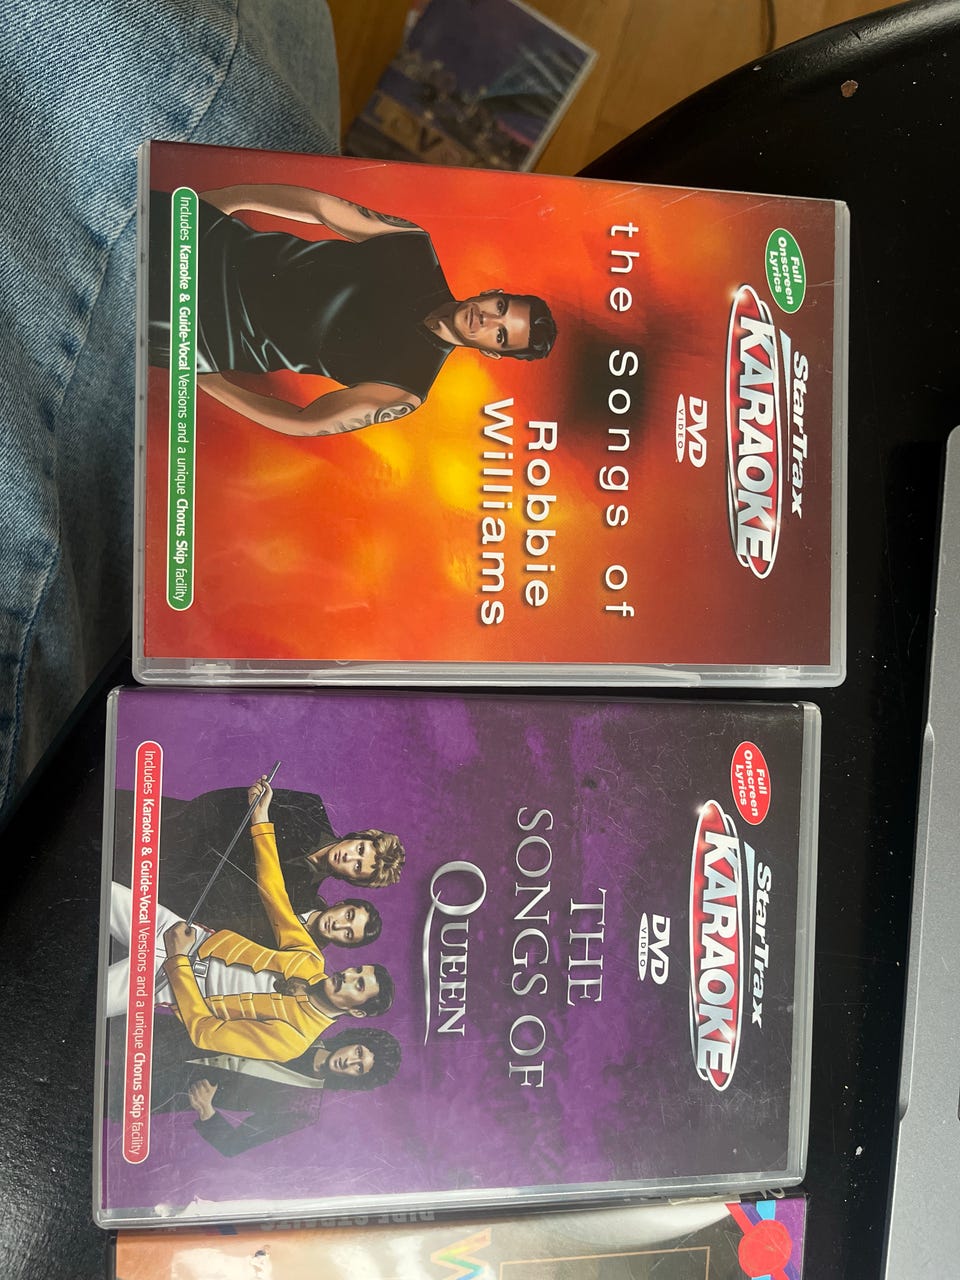 Full
Onscreen
Lyrics
StarTrax
KARAOKE
DVD
VIDEO
the Songs of
Robbie
Williams
Includes Karaoke & Guide-Vocal Versions and a unique Chorus Skip facility
Full
Onscreen
Lyrics
StarTrax
KARAOKE
DVD
VIDEO
THE
SONGS OF
QUEEN
Includes Karaoke & Guide-Vocal Versions and a unique Chorus Skip facility
DIRE STRAITS